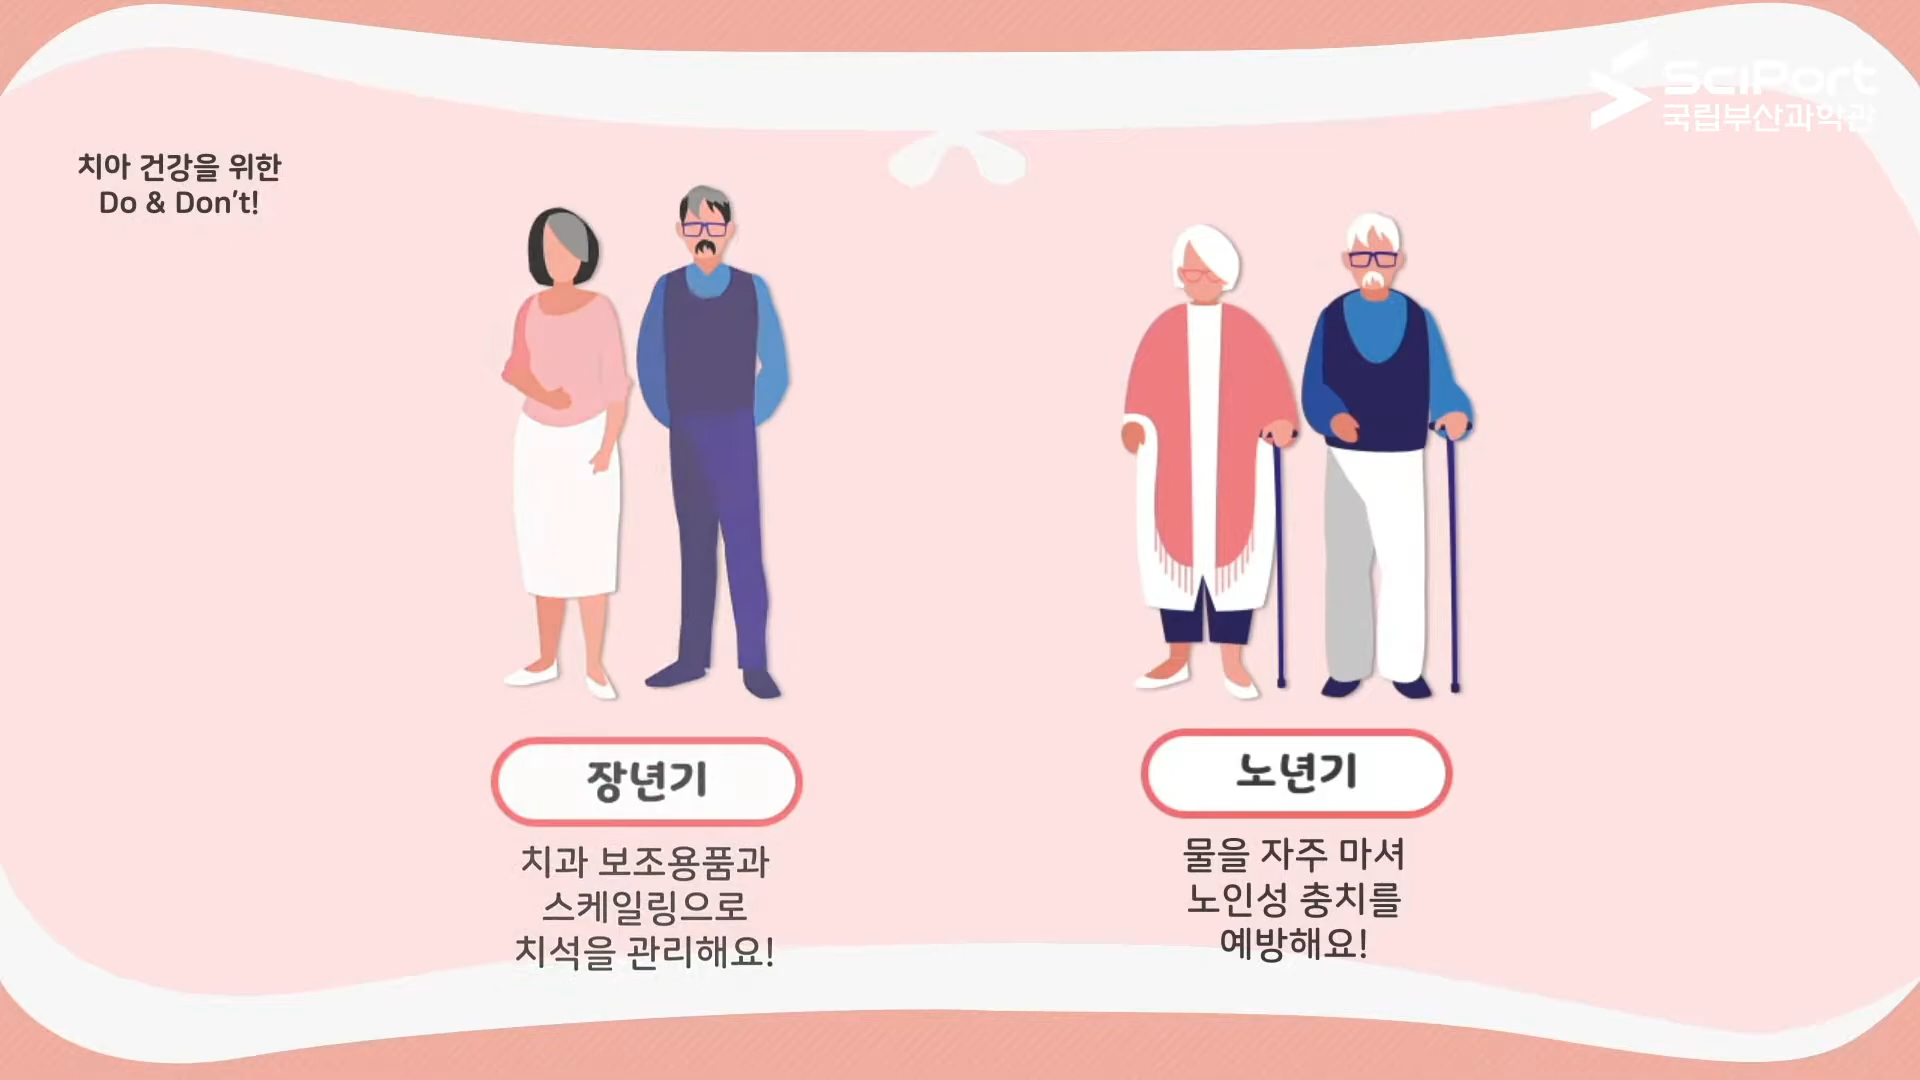 SciPort
국립부산과학관
치아 건강을 위한
Do & Don't!
장년기
치과 보조용품과
스케일링으로
치석을 관리해요!
노년기
물을 자주 마셔
노인성 충치를
예방해요!